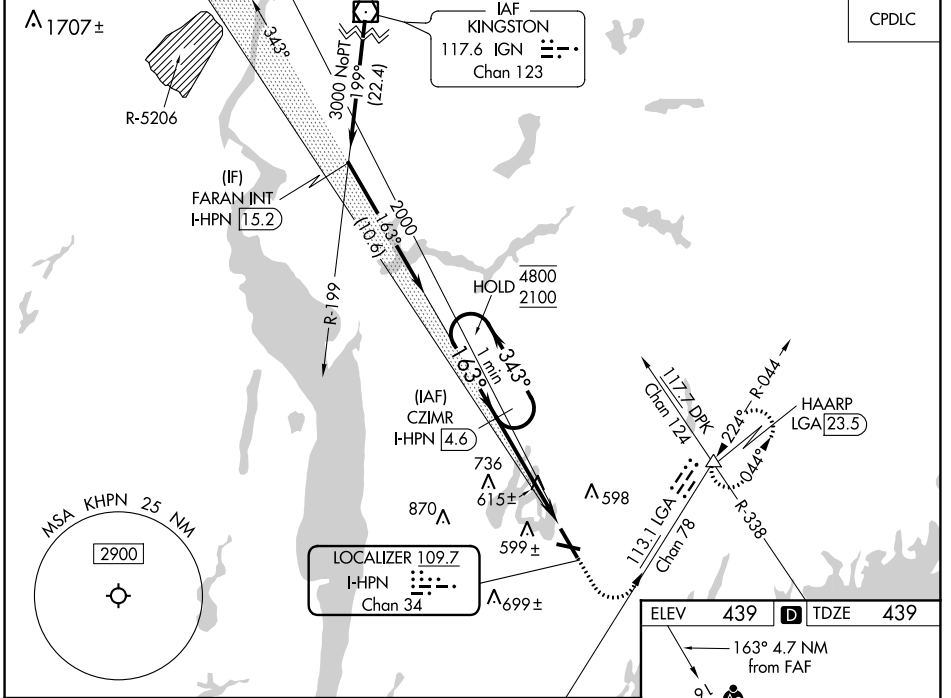 1707±
R-5206
343°
3000 NoPT
199°
(22.4)
IAF
KINGSTON
117.6 IGN
Chan 123
CPDLC
(IF)
FARAN INT
I-HPN 15.2
2000
163°
(10.6)
R-199
HOLD 4800
2100
1 min
163°
343°
(IAF)
CZIMR
I-HPN 4.6
117.7 DPK
Chan 124
R-044
224°
044°
HAARP
LGA 23.5
R-338
736
615±
598
870
599±
113.1 LGA
Chan 78
MSA KHPN 25 NM
2900
LOCALIZER 109.7
I-HPN
Chan 34
699±
ELEV 439 D TDZE 439
163° 4.7 NM
from FAF
16